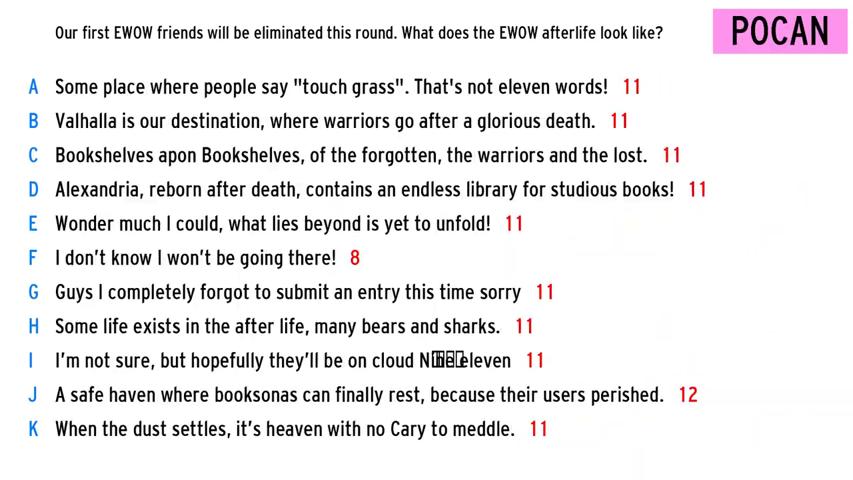 Our first EWOW friends will be eliminated this round. What does the EWOW afterlife look like?
POCAN
A Some place where people say "touch grass". That's not eleven words! 11
B Valhalla is our destination, where warriors go after a glorious death. 11
C Bookshelves apon Bookshelves, of the forgotten, the warriors and the lost. 11
D Alexandria, reborn after death, contains an endless library for studious books! 11
E Wonder much I could, what lies beyond is yet to unfold! 11
F I don't know I won't be going there! 8
G Guys I completely forgot to submit an entry this time sorry 11
H Some life exists in the after life, many bears and sharks. 11
I I'm not sure, but hopefully they'll be on cloud eleven 11
J A safe haven where booksonas can finally rest, because their users perished. 12
K When the dust settles, it's heaven with no Cary to meddle. 11